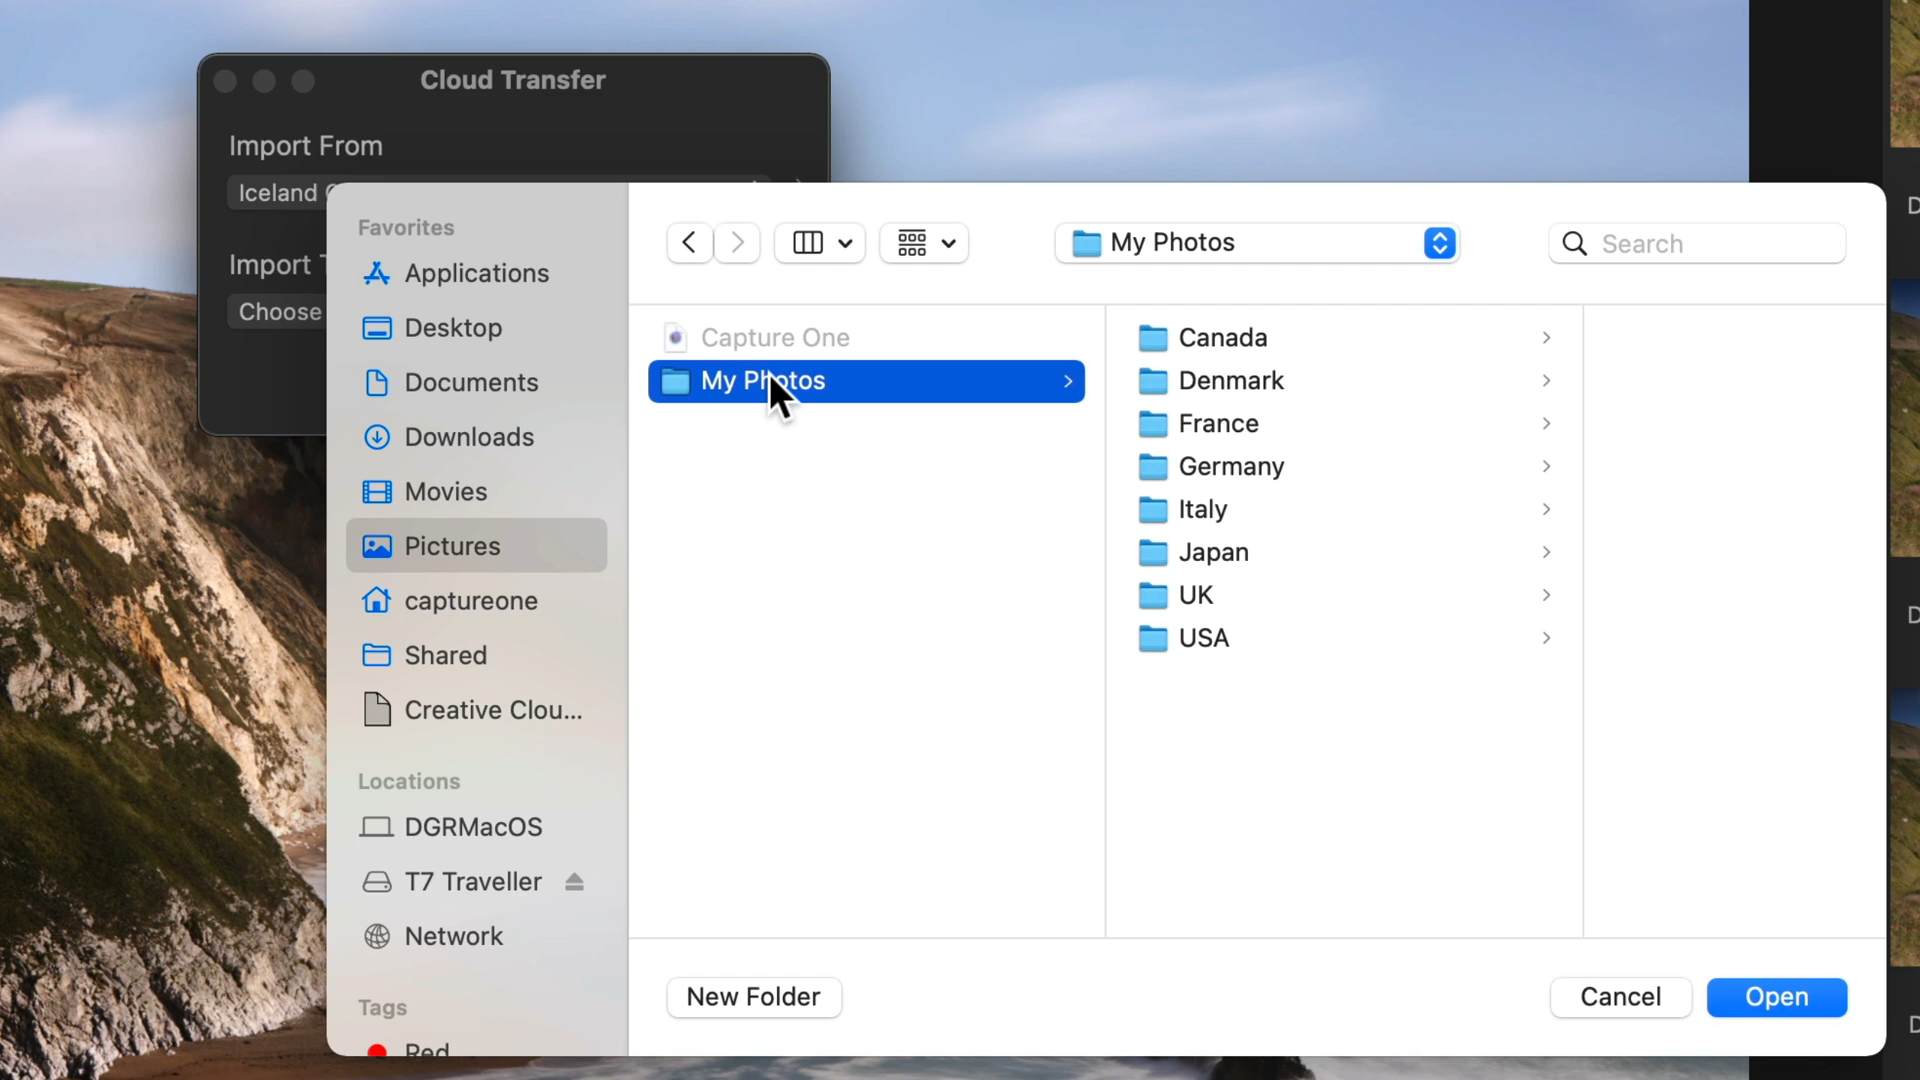 Cloud Transfer
Import From
Iceland
Import
Choose
Favorites
Applications
Desktop
Documents
Downloads
Movies
Pictures
captureone
Shared
Creative Clou...
Locations
DGRMacOS
T7 Traveller
Network
Tags
Red
My Photos
Search
Capture One
My Photos
Canada
Denmark
France
Germany
Italy
Japan
UK
USA
New Folder
Cancel
Open
D
D
D